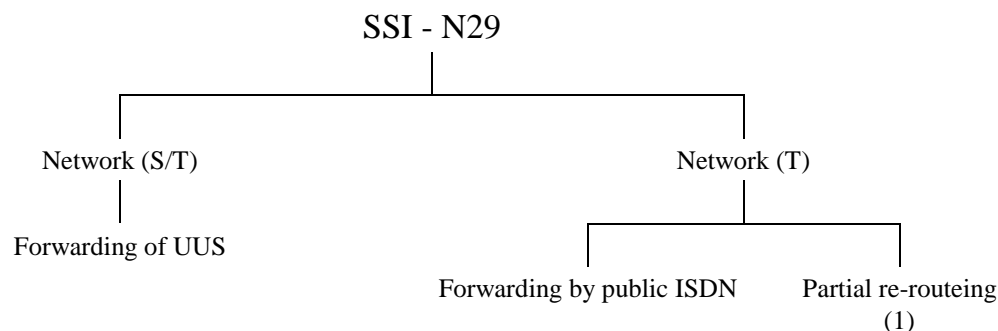 SSI - N29
Network (S/T)
Network (T)
Forwarding of UUS
Forwarding by public ISDN
Partial re-routeing
(1)